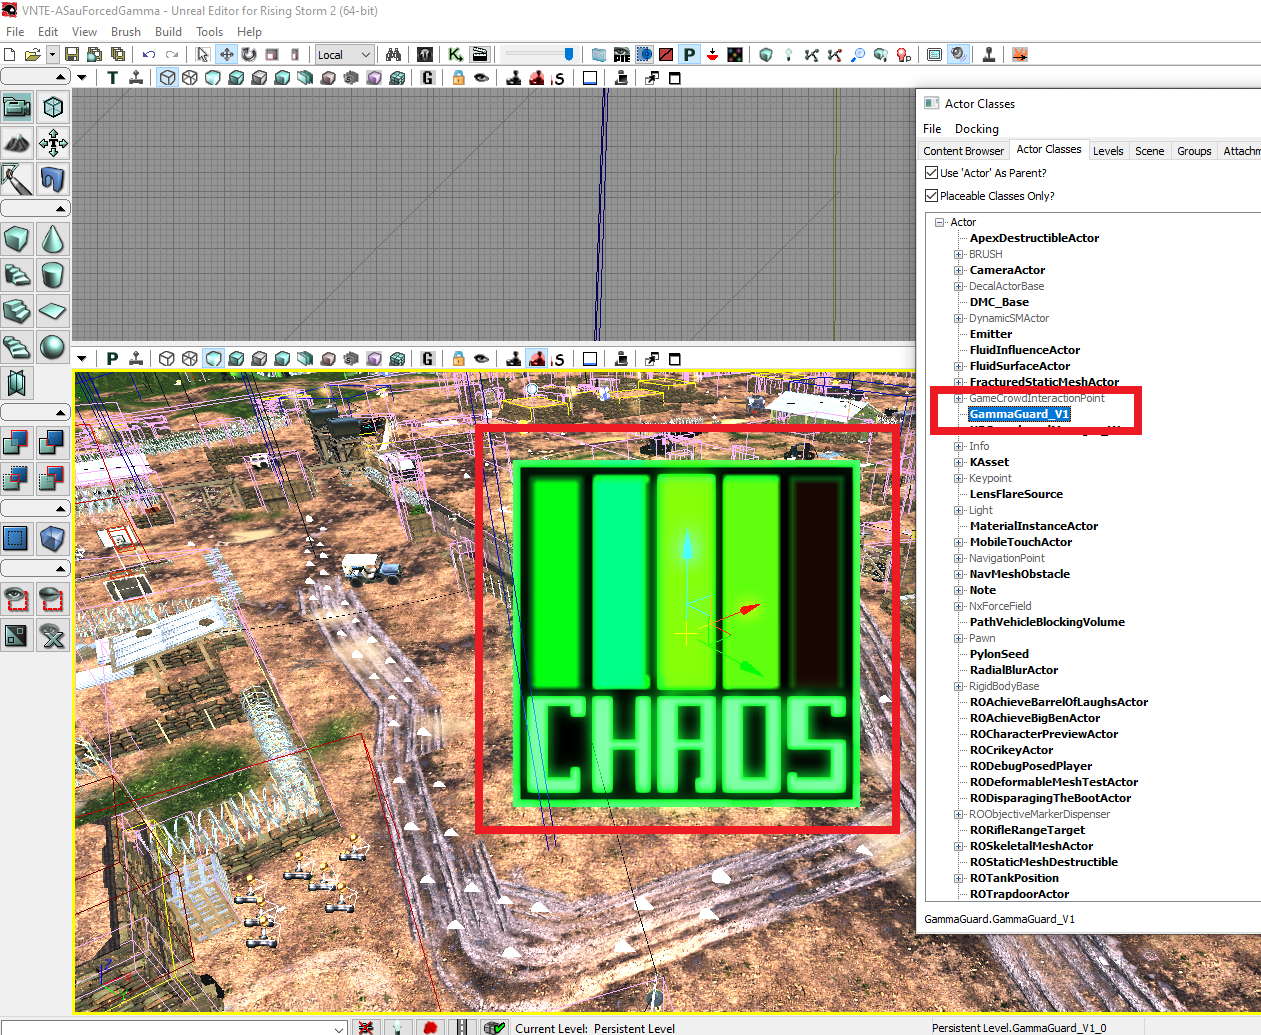 VNTE-ASauForcedGamma - Unreal Editor for Rising Storm 2 (64-bit)
File Edit View Brush Build Tools Help
Local
Actor Classes
File Docking
Content Browser Actor Classes Levels Scene Groups Attachm
Use 'Actor' As Parent?
Placeable Classes Only?
Actor
ApexDestructibleActor
BRUSH
CameraActor
DecalActorBase
DMC_Base
DynamicSMActor
Emitter
FluidInfluenceActor
FluidSurfaceActor
FracturedStaticMeshActor
GameCrowdInteractionPoint
GammaGuard_V1
Info
KAsset
Keypoint
LensFlareSource
Light
MaterialInstanceActor
MobileTouchActor
NavigationPoint
NavMeshObstacle
Note
NxForceField
PathVehicleBlockingVolume
Pawn
PylonSeed
RadialBlurActor
RigidBodyBase
ROAchieveBarrelOfLaughsActor
ROAchieveBigBenActor
ROCharacterPreviewActor
ROCrikeyActor
RODebugPosedPlayer
RODeformableMeshTestActor
RODisparagingTheBootActor
ROObjectiveMarkerDispenser
RORifleRangeTarget
ROSkeletalMeshActor
ROStaticMeshDestructible
ROTankPosition
ROTrapdoorActor
GammaGuard.GammaGuard_V1
CHAOS
Current Level: Persistent Level
Persistent Level.GammaGuard_V1_0